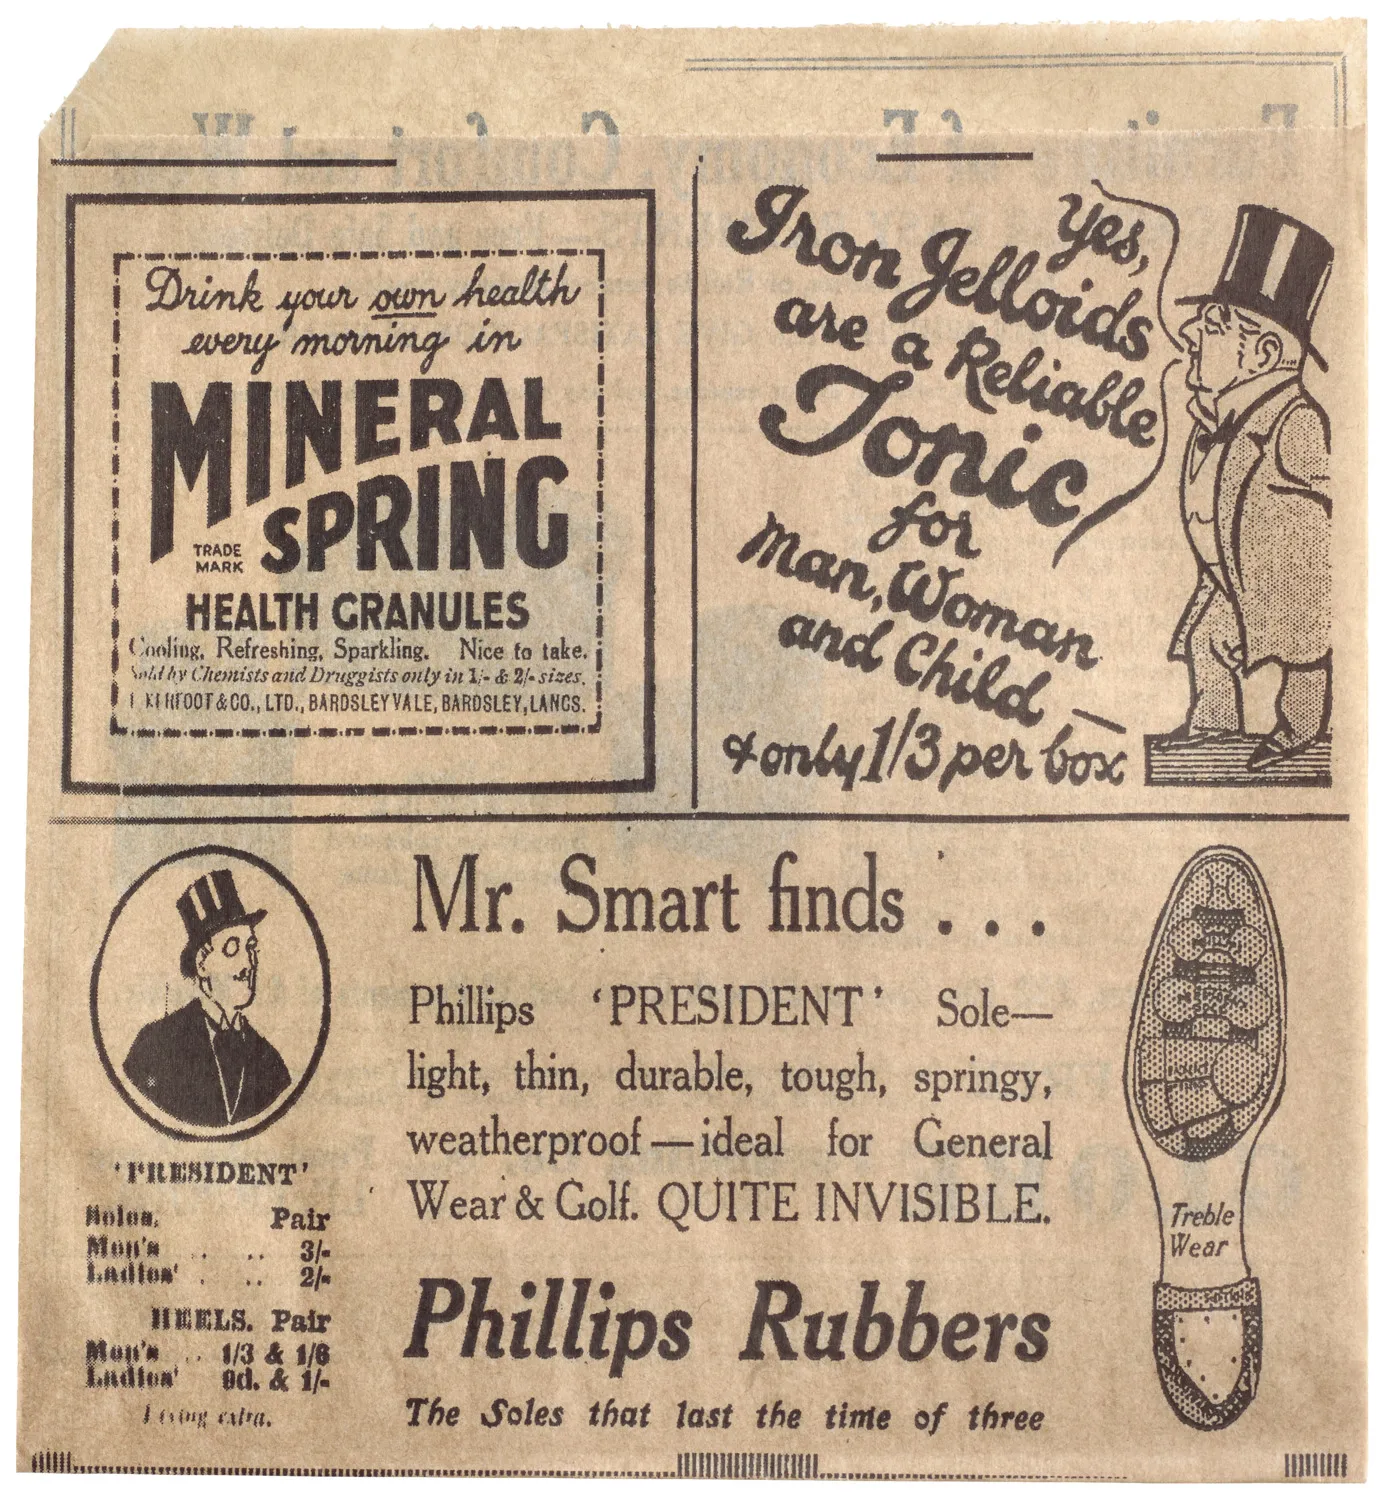 Drink your own health
every morning in
MINERAL
SPRING
TRADE
MARK
HEALTH GRANULES
Cooling, Refreshing, Sparkling. Nice to take.
Sold by Chemists and Druggists only in 1/- & 2/- sizes.
& CO., LTD., BARDSLEY VALE, BARDSLEY, LANCS.
Yes,
Iron Jelloids
are a Reliable
Tonic
for
Man, Woman
and Child —
& only 1/3 per box
Mr. Smart finds . . .
Phillips ‘PRESIDENT’ Sole—
light, thin, durable, tough, springy,
weatherproof — ideal for General
Wear & Golf. QUITE INVISIBLE.
Phillips Rubbers
The Soles that last the time of three
‘PRESIDENT’
Soles. Pair
Men's .. .. 3/-
Ladies' . .. 2/-
HEELS. Pair
Men's .. 1/3 & 1/6
Ladies' 9d. & 1/-
extra.
Treble
Wear